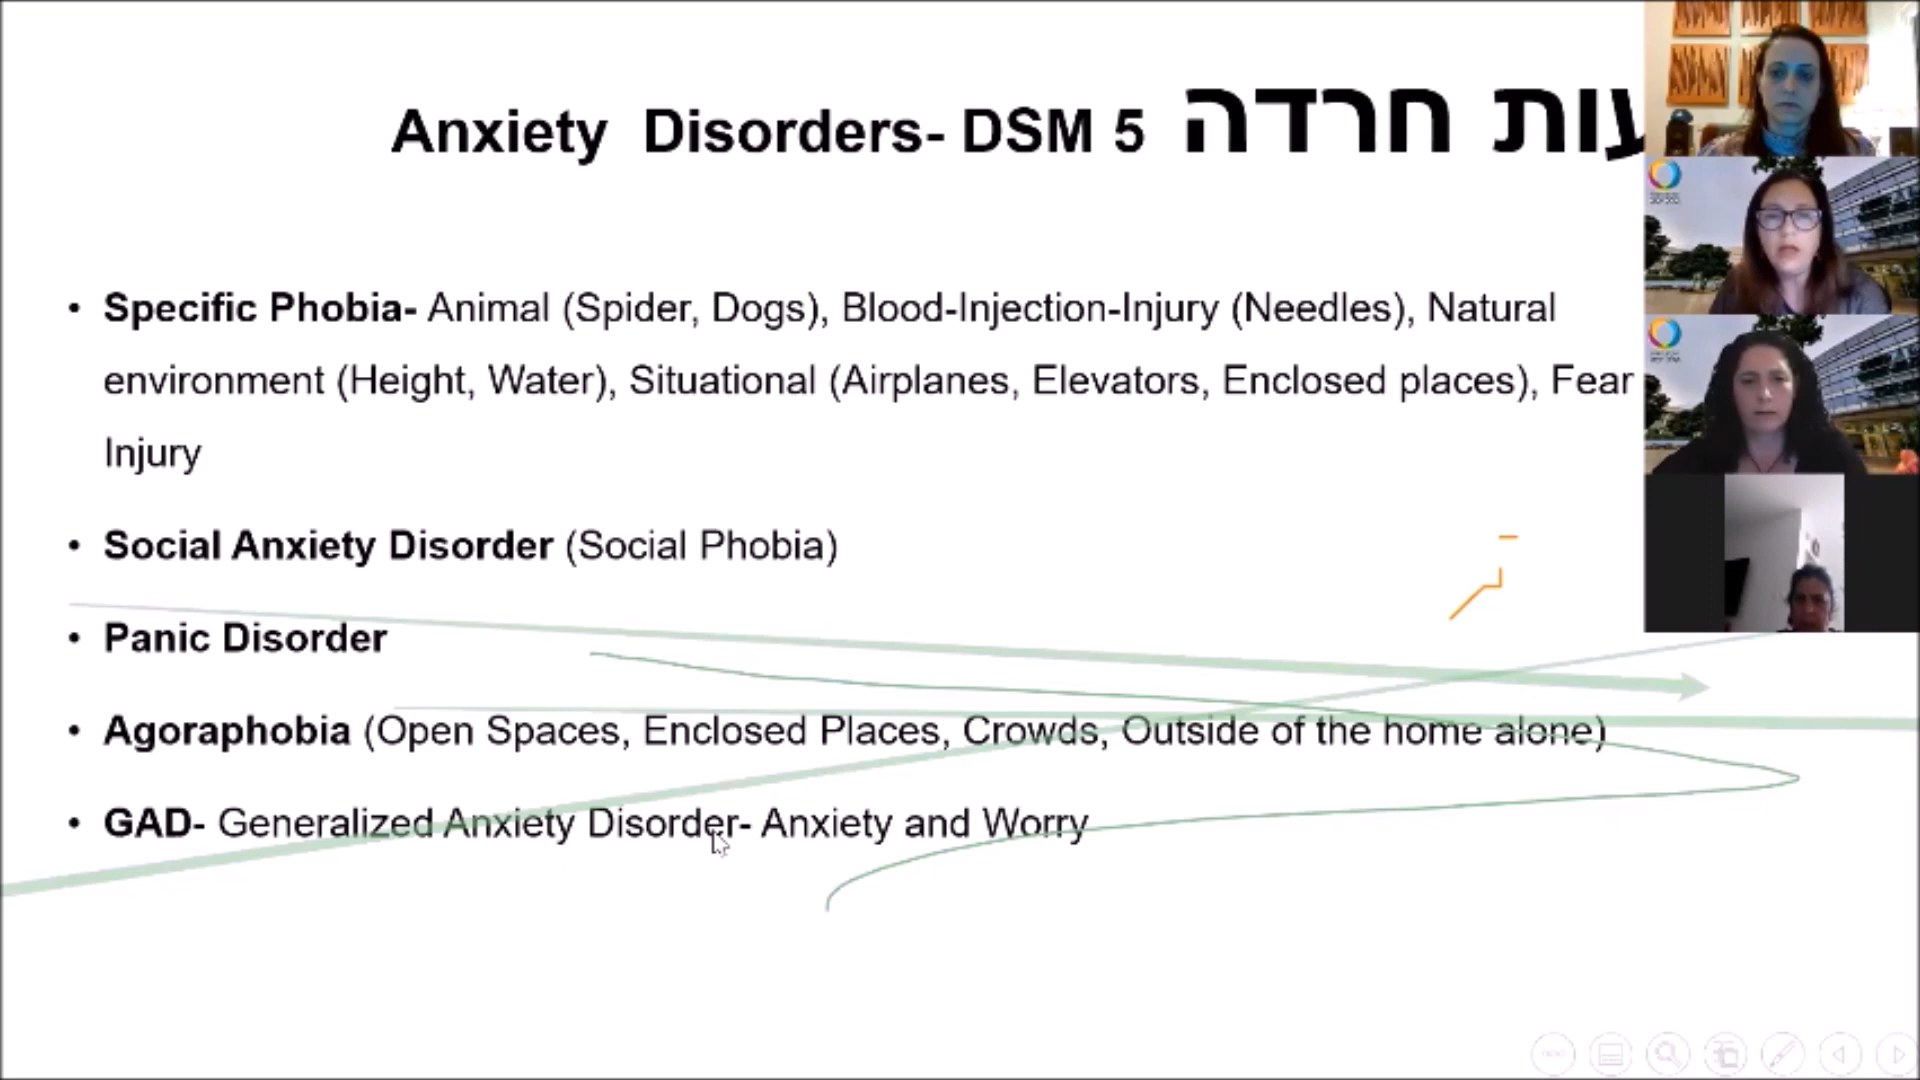 Anxiety Disorders- DSM 5 חרדה
• Specific Phobia- Animal (Spider, Dogs), Blood-Injection-Injury (Needles), Natural
environment (Height, Water), Situational (Airplanes, Elevators, Enclosed places), Fear
Injury
• Social Anxiety Disorder (Social Phobia)
• Panic Disorder
• Agoraphobia (Open Spaces, Enclosed Places, Crowds, Outside of the home alone)
• GAD- Generalized Anxiety Disorder- Anxiety and Worry